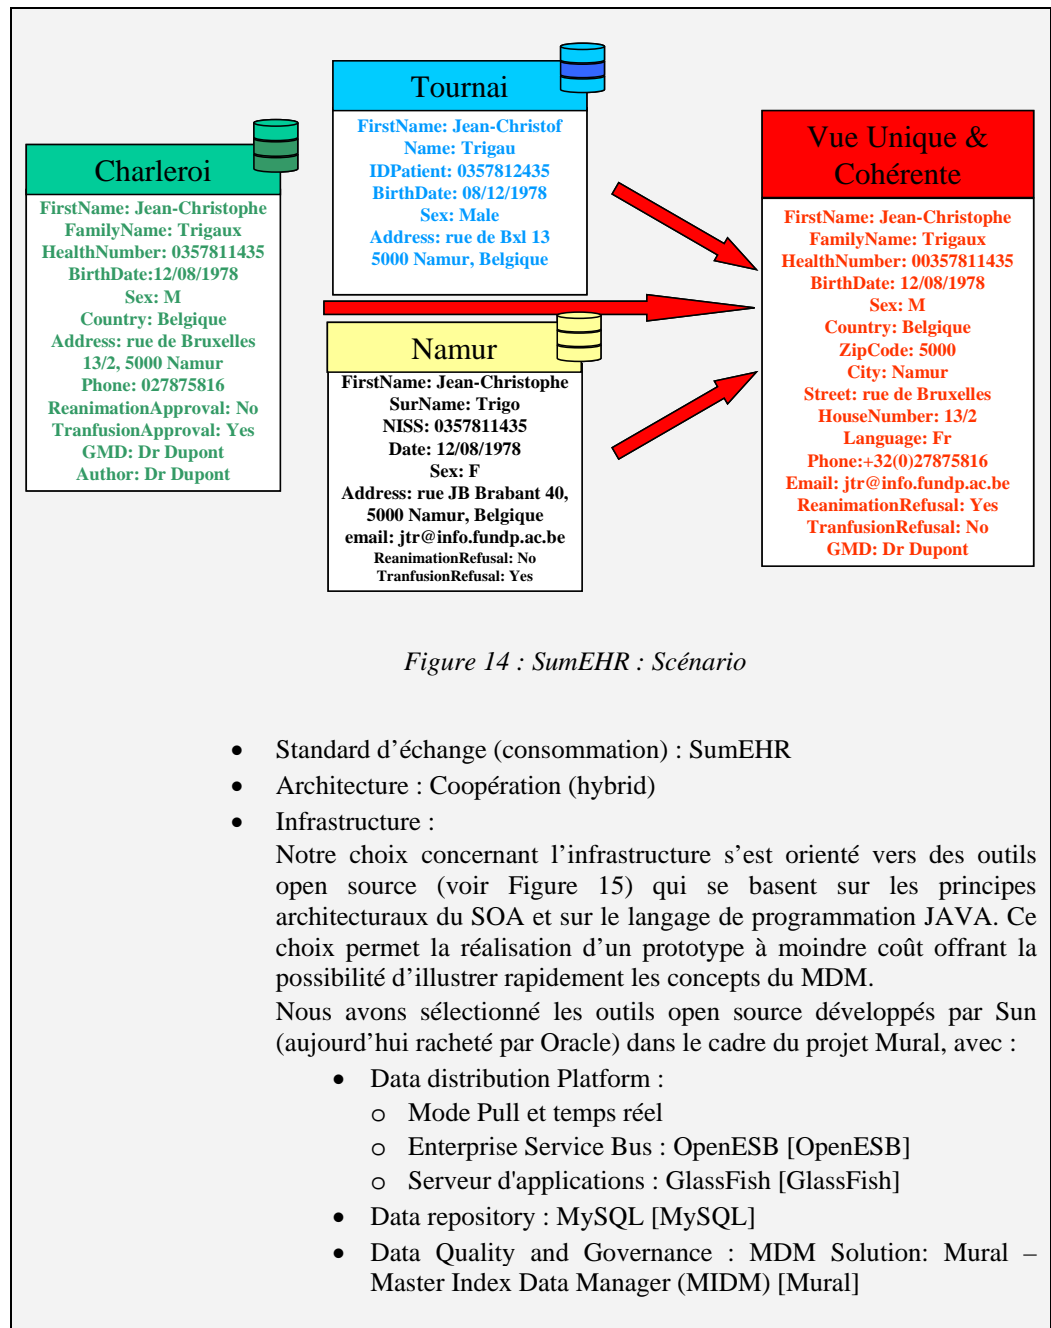 Charleroi
FirstName: Jean-Christophe
FamilyName: Trigaux
HealthNumber: 0357811435
BirthDate:12/08/1978
Sex: M
Country: Belgique
Address: rue de Bruxelles
13/2, 5000 Namur
Phone: 027875816
ReanimationApproval: No
TranfusionApproval: Yes
GMD: Dr Dupont
Author: Dr Dupont
Tournai
FirstName: Jean-Christof
Name: Trigau
IDPatient: 0357812435
BirthDate: 08/12/1978
Sex: Male
Address: rue de Bxl 13
5000 Namur, Belgique
Namur
FirstName: Jean-Christophe
SurName: Trigo
NISS: 0357811435
Date: 12/08/1978
Sex: F
Address: rue JB Brabant 40,
5000 Namur, Belgique
email: jtr@info.fundp.ac.be
ReanimationRefusal: No
TranfusionRefusal: Yes
Vue Unique &
Cohérente
FirstName: Jean-Christophe
FamilyName: Trigaux
HealthNumber: 00357811435
BirthDate: 12/08/1978
Sex: M
Country: Belgique
ZipCode: 5000
City: Namur
Street: rue de Bruxelles
HouseNumber: 13/2
Language: Fr
Phone:+32(0)27875816
Email: jtr@info.fundp.ac.be
ReanimationRefusal: Yes
TranfusionRefusal: No
GMD: Dr Dupont
Figure 14 : SumEHR : Scénario
• Standard d’échange (consommation) : SumEHR
• Architecture : Coopération (hybrid)
• Infrastructure :
Notre choix concernant l’infrastructure s’est orienté vers des outils
open source (voir Figure 15) qui se basent sur les principes
architecturaux du SOA et sur le langage de programmation JAVA. Ce
choix permet la réalisation d’un prototype à moindre coût offrant la
possibilité d’illustrer rapidement les concepts du MDM.
Nous avons sélectionné les outils open source développés par Sun
(aujourd’hui racheté par Oracle) dans le cadre du projet Mural, avec :
• Data distribution Platform :
o Mode Pull et temps réel
o Enterprise Service Bus : OpenESB [OpenESB]
o Serveur d'applications : GlassFish [GlassFish]
• Data repository : MySQL [MySQL]
• Data Quality and Governance : MDM Solution: Mural –
Master Index Data Manager (MIDM) [Mural]